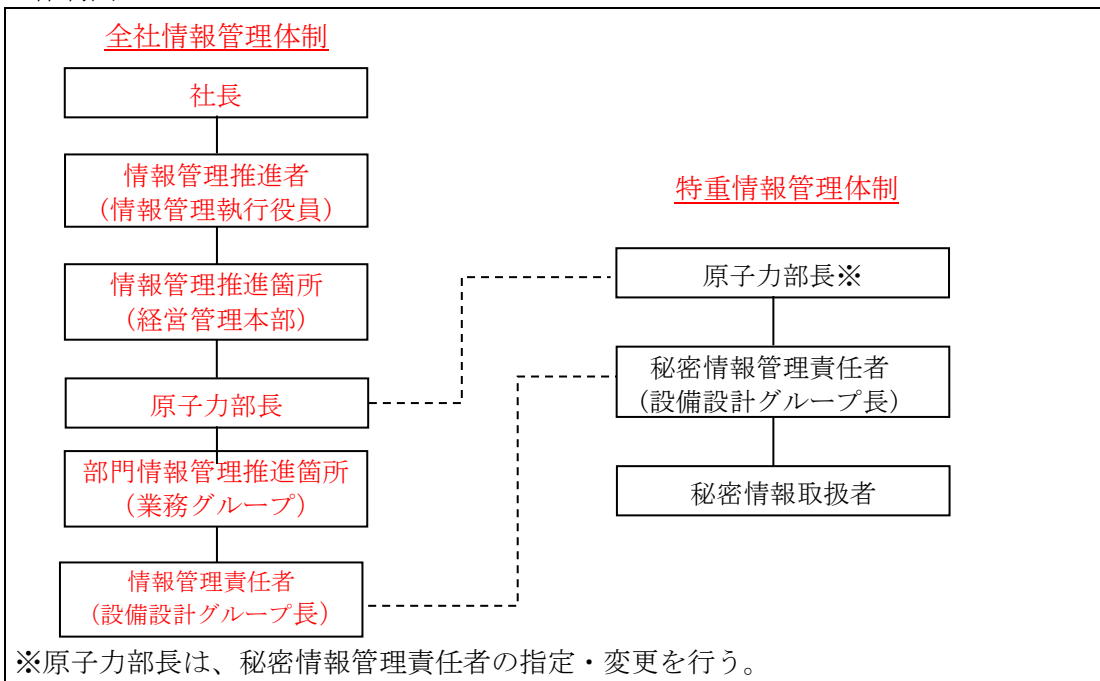 全社情報管理体制
社長
情報管理推進者
(情報管理執行役員)
情報管理推進箇所
(経営管理本部)
原子力部長
部門情報管理推進箇所
(業務グループ)
情報管理責任者
(設備設計グループ長)
特重情報管理体制
原子力部長※
秘密情報管理責任者
(設備設計グループ長)
秘密情報取扱者
※原子力部長は、秘密情報管理責任者の指定・変更を行う。